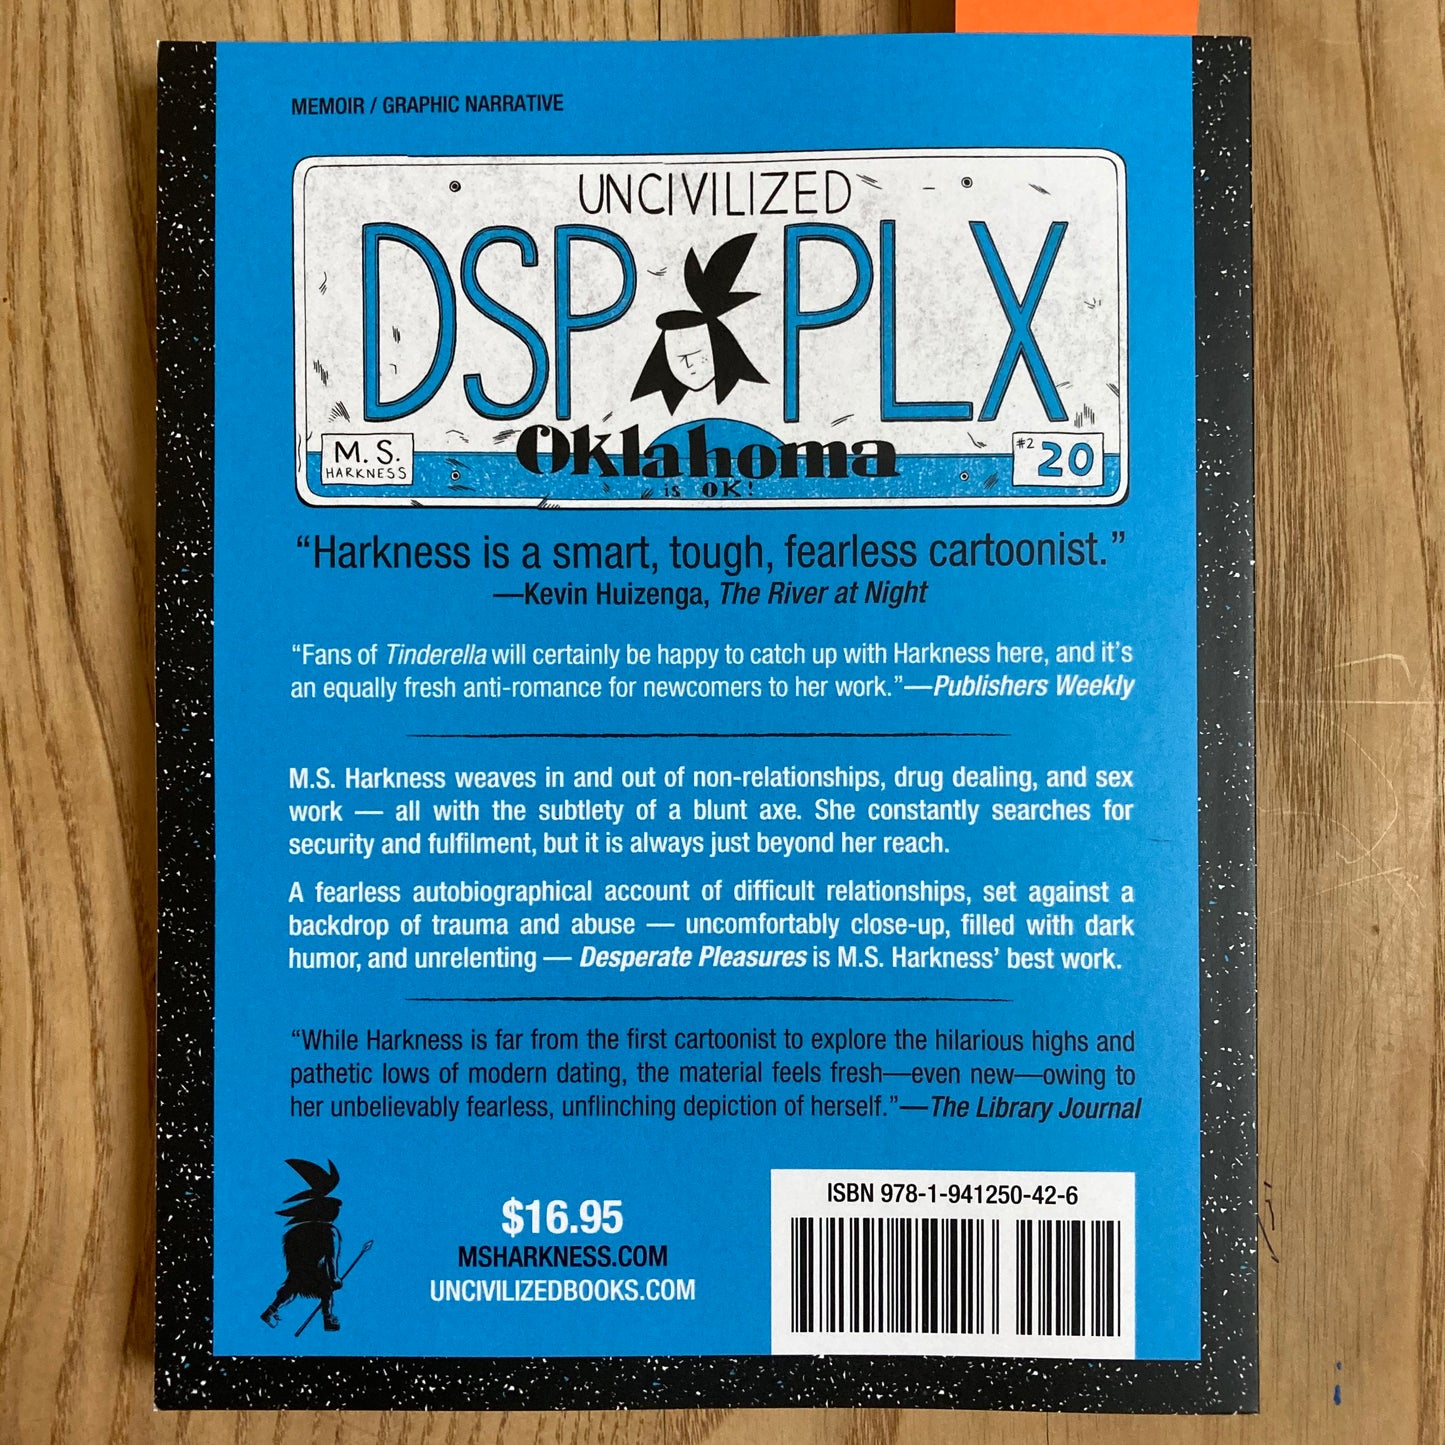 MEMOIR / GRAPHIC NARRATIVE
UNCIVILIZED
DSP PLX
M. S.
HARKNESS
Oklahoma
is OK!
#2 20
“Harkness is a smart, tough, fearless cartoonist.”
—Kevin Huizenga, The River at Night
“Fans of Tinderella will certainly be happy to catch up with Harkness here, and it’s
an equally fresh anti-romance for newcomers to her work.”—Publishers Weekly
M.S. Harkness weaves in and out of non-relationships, drug dealing, and sex
work — all with the subtlety of a blunt axe. She constantly searches for
security and fulfilment, but it is always just beyond her reach.
A fearless autobiographical account of difficult relationships, set against a
backdrop of trauma and abuse — uncomfortably close-up, filled with dark
humor, and unrelenting — Desperate Pleasures is M.S. Harkness’ best work.
“While Harkness is far from the first cartoonist to explore the hilarious highs and
pathetic lows of modern dating, the material feels fresh—even new—owing to
her unbelievably fearless, unflinching depiction of herself.”—The Library Journal
$16.95
MSHARKNESS.COM
UNCIVILIZEDBOOKS.COM
ISBN 978-1-941250-42-6